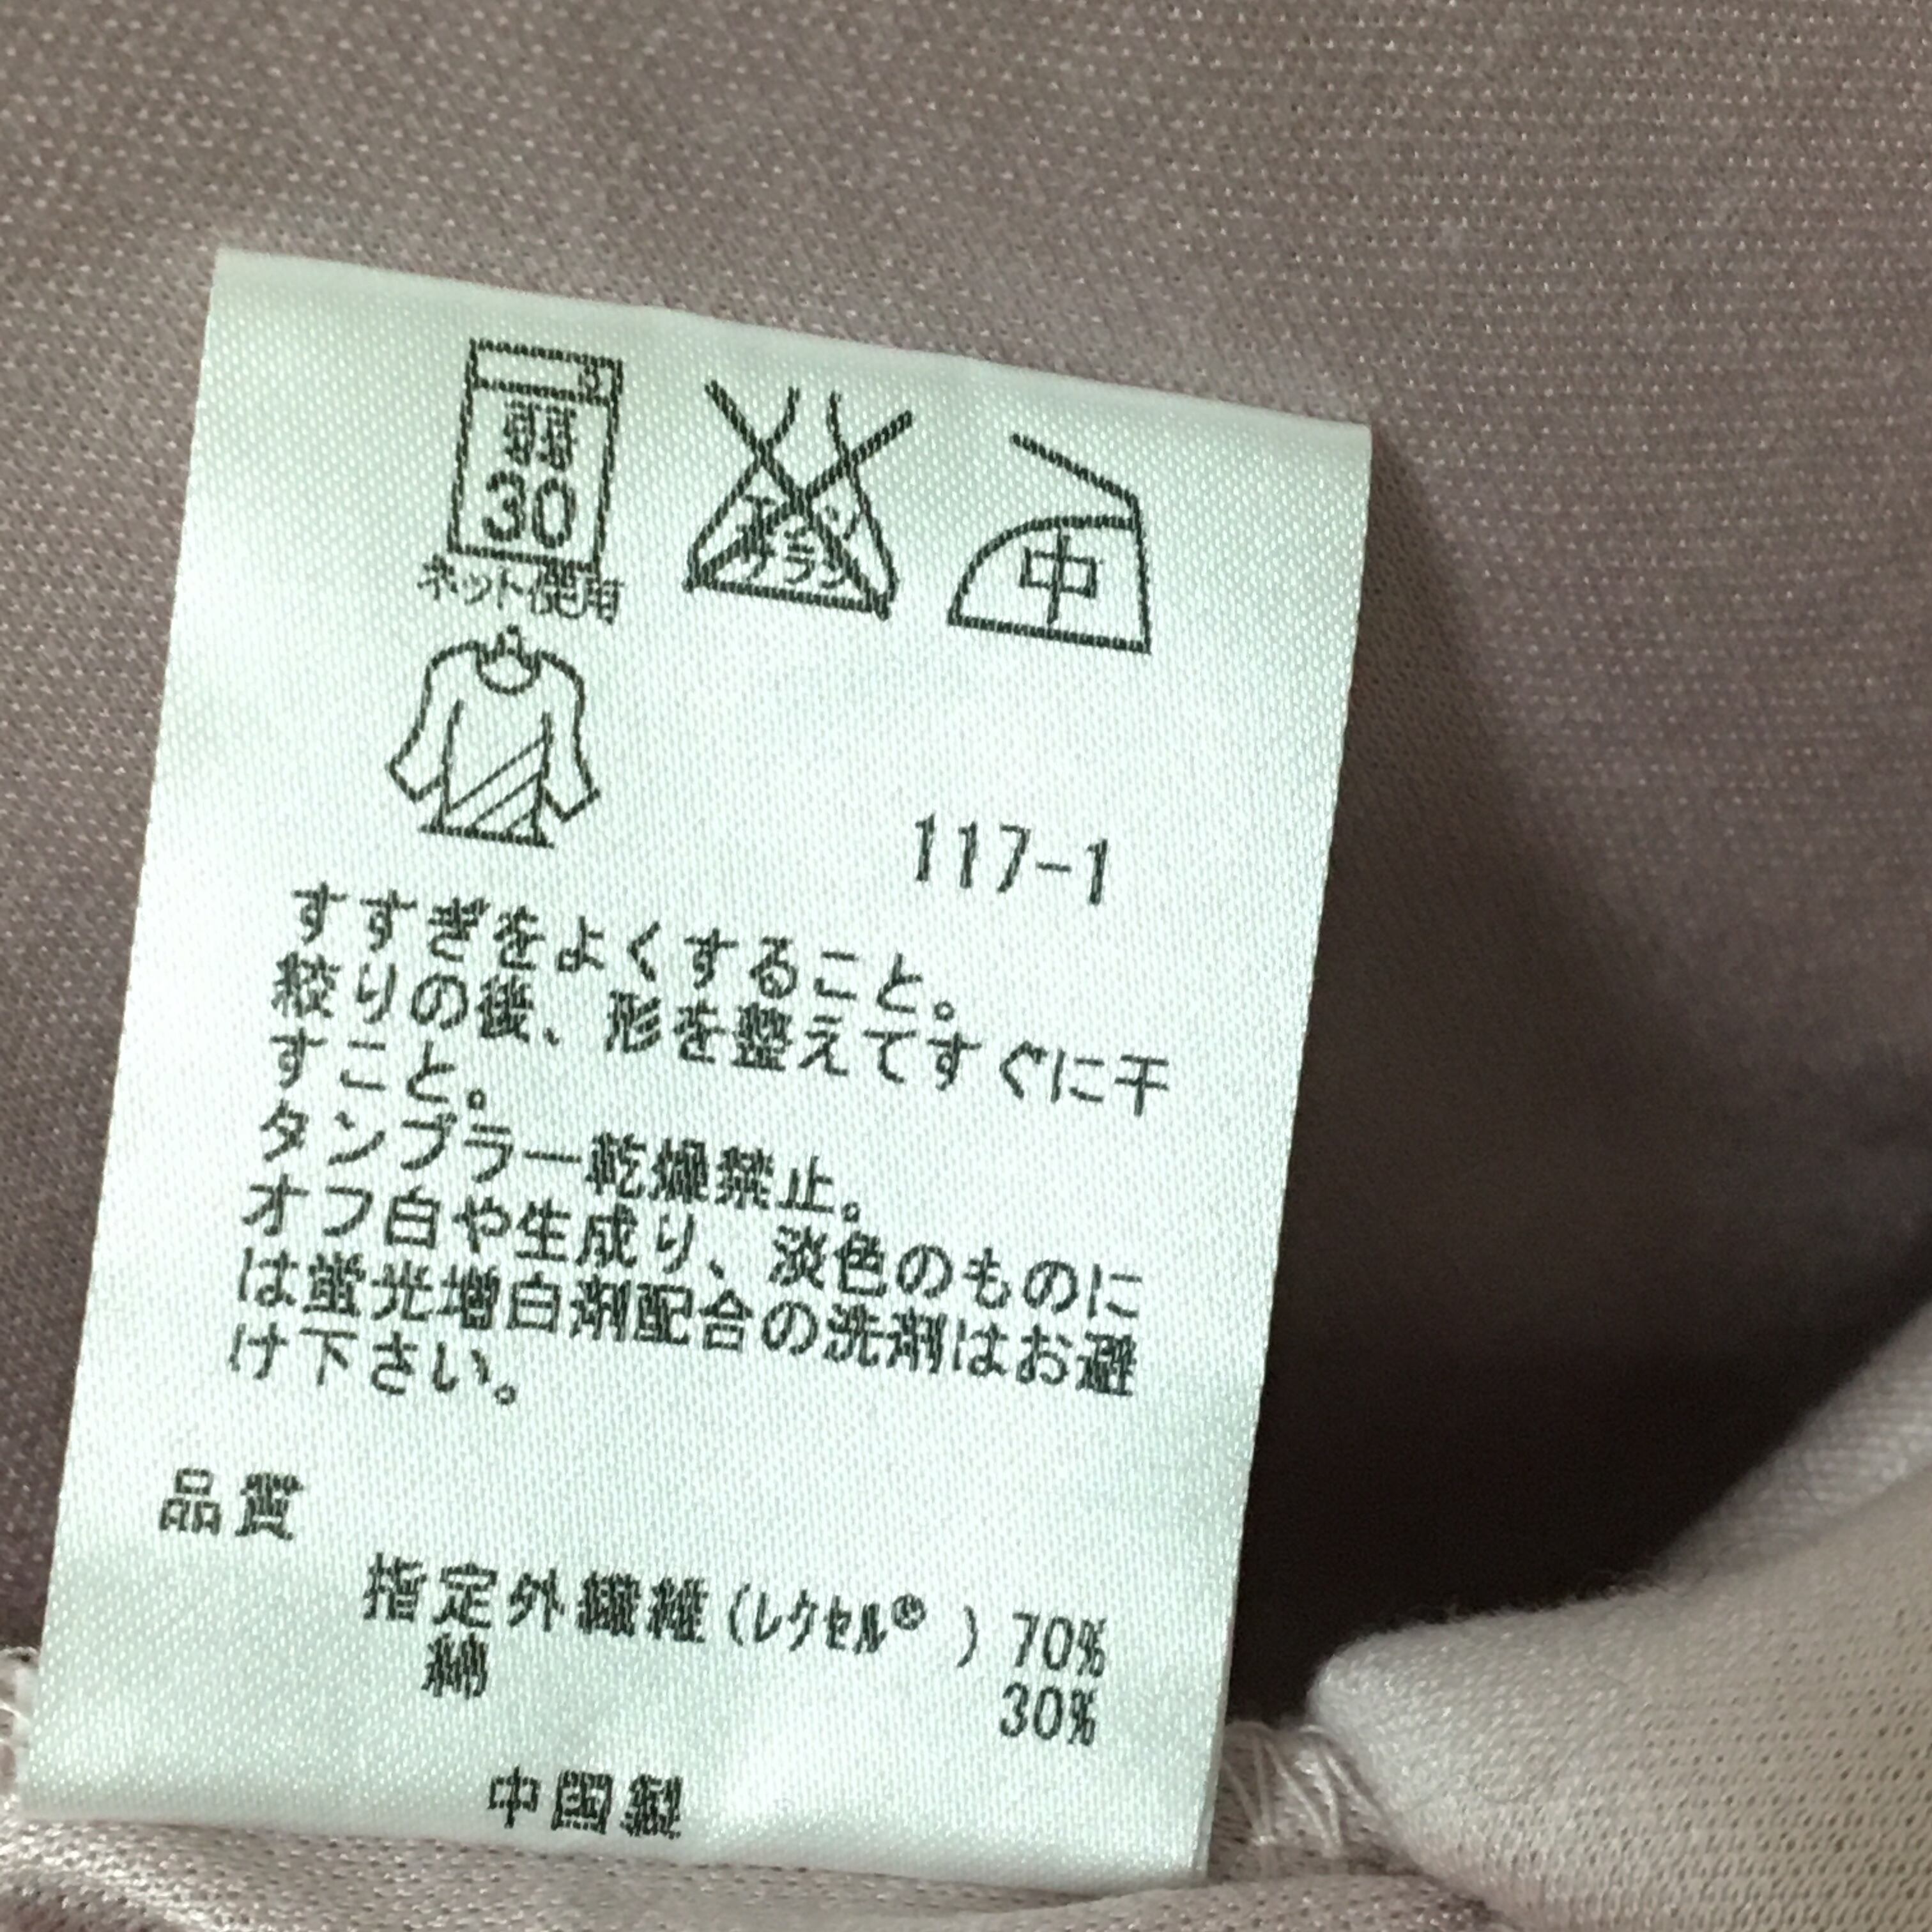 弱
30
ネット使用
エンソ
サラシ
中
117-1
すすぎをよくすること。
絞りの後、形を整えてすぐに干
すこと。
タンブラー乾燥禁止。
オフ白や生成り、淡色のものに
は蛍光増白剤配合の洗剤はお避
け下さい。
品質
指定外繊維(レクセル® ) 70%
綿 30%
中国製